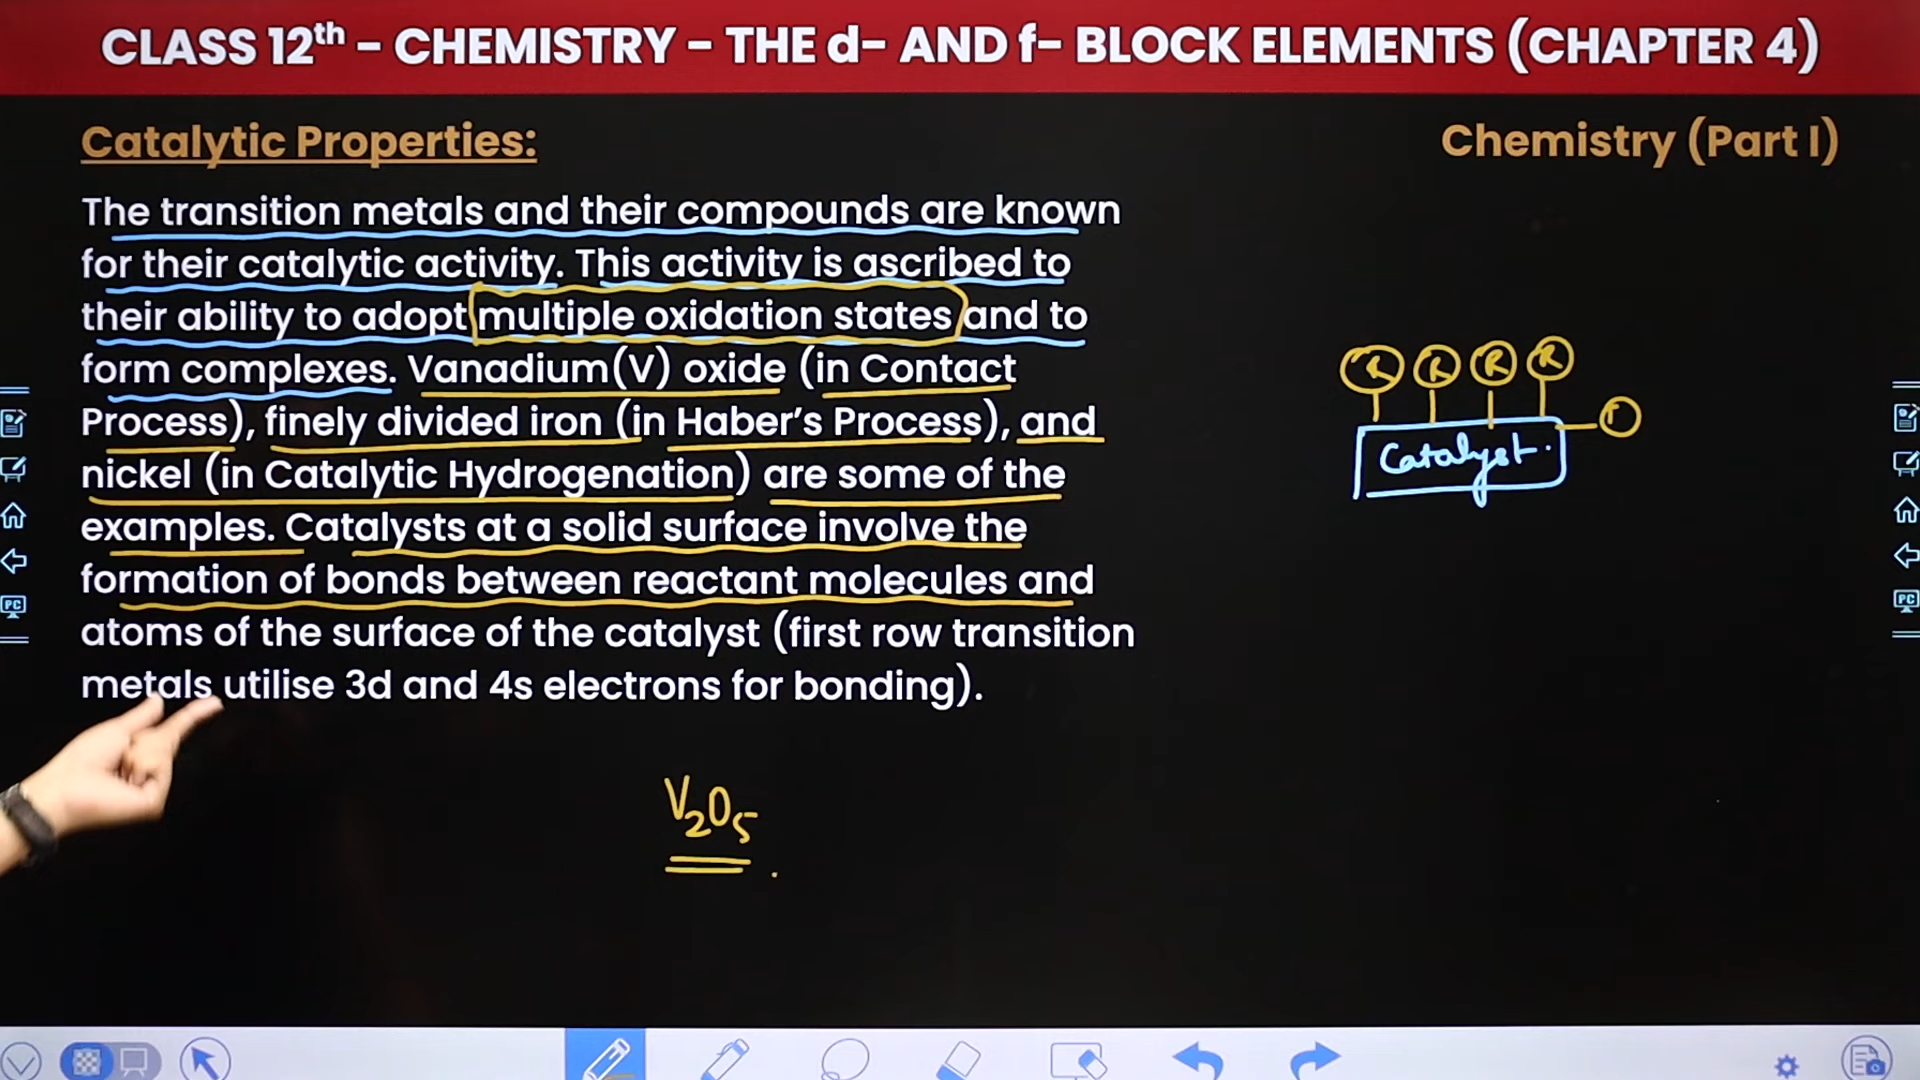 CLASS 12th - CHEMISTRY - THE d- AND f- BLOCK ELEMENTS (CHAPTER 4)
Catalytic Properties:
Chemistry (Part I)
The transition metals and their compounds are known
for their catalytic activity. This activity is ascribed to
their ability to adopt multiple oxidation states and to
form complexes. Vanadium(V) oxide (in Contact
Process), finely divided iron (in Haber's Process), and
nickel (in Catalytic Hydrogenation) are some of the
examples. Catalysts at a solid surface involve the
formation of bonds between reactant molecules and
atoms of the surface of the catalyst (first row transition
metals utilise 3d and 4s electrons for bonding).
R R R R
Catalyst.
V2O5
PC
PC